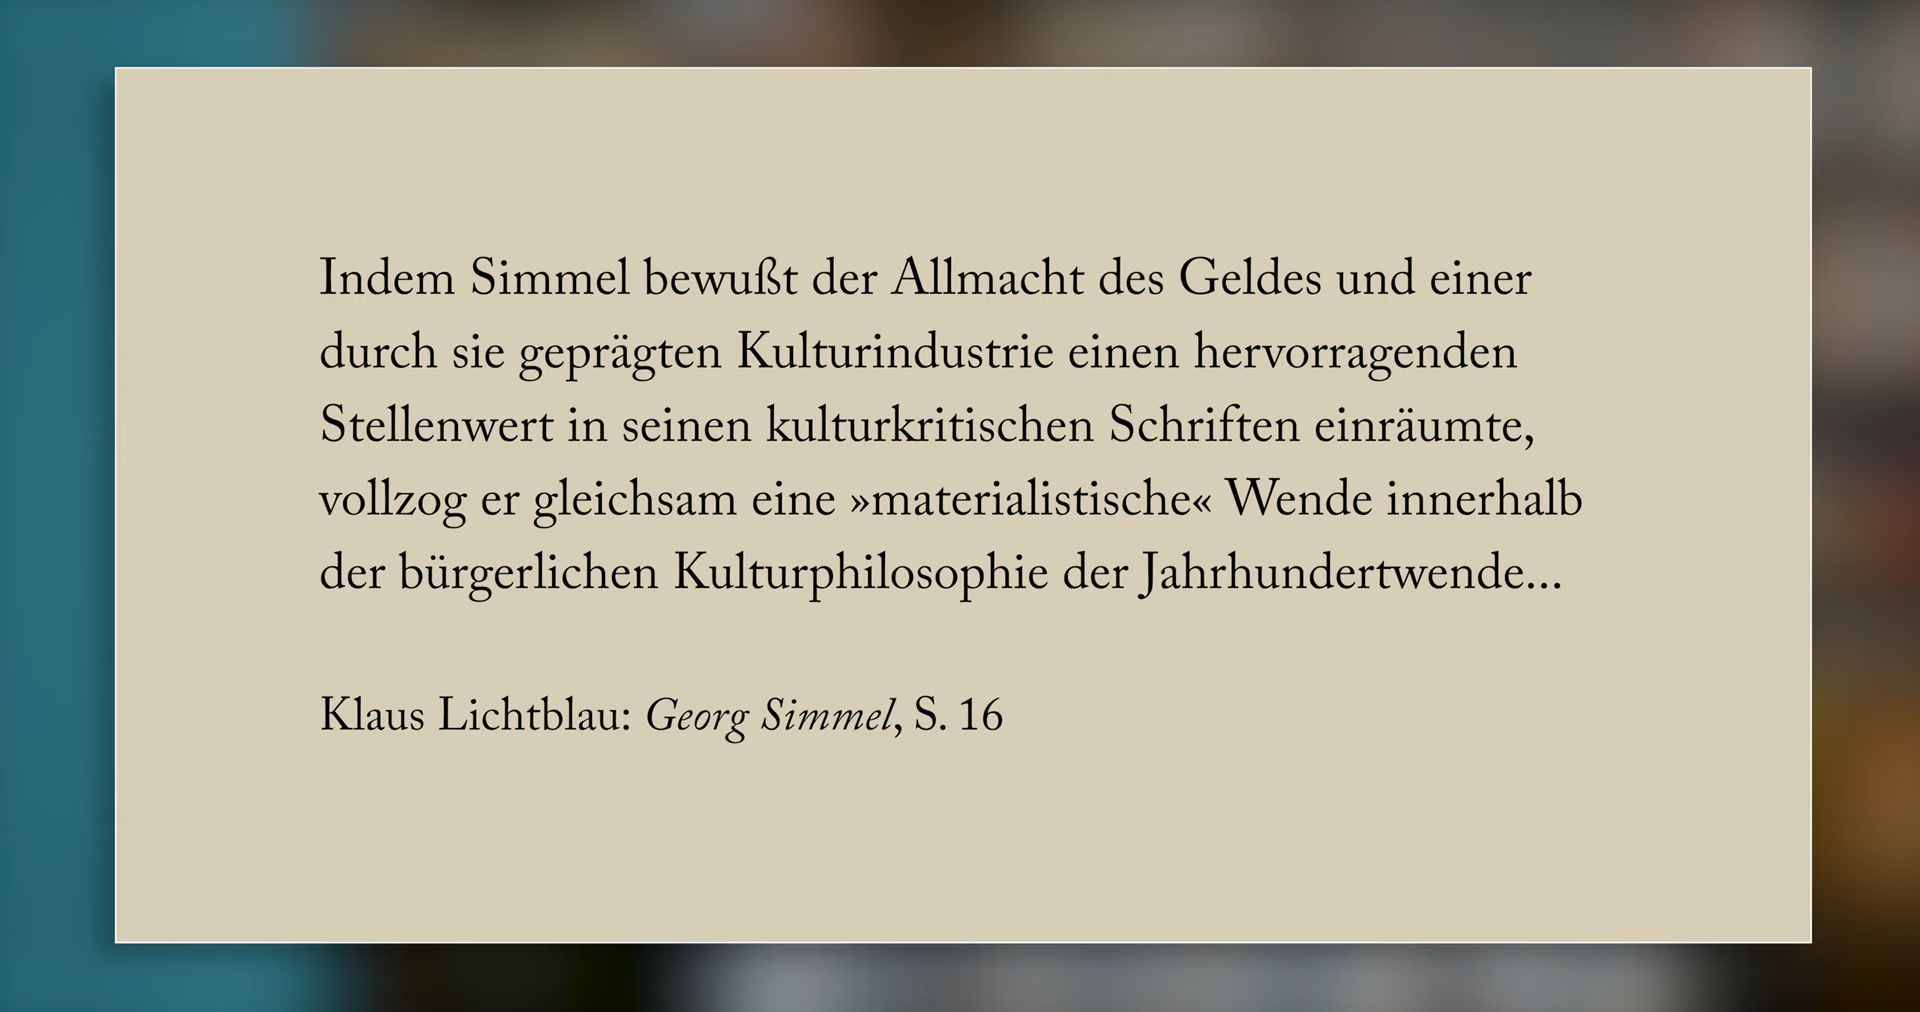 Indem Simmel bewußt der Allmacht des Geldes und einer
durch sie geprägten Kulturindustrie einen hervorragenden
Stellenwert in seinen kulturkritischen Schriften einräumte,
vollzog er gleichsam eine »materialistische« Wende innerhalb
der bürgerlichen Kulturphilosophie der Jahrhundertwende...
Klaus Lichtblau: Georg Simmel, S. 16